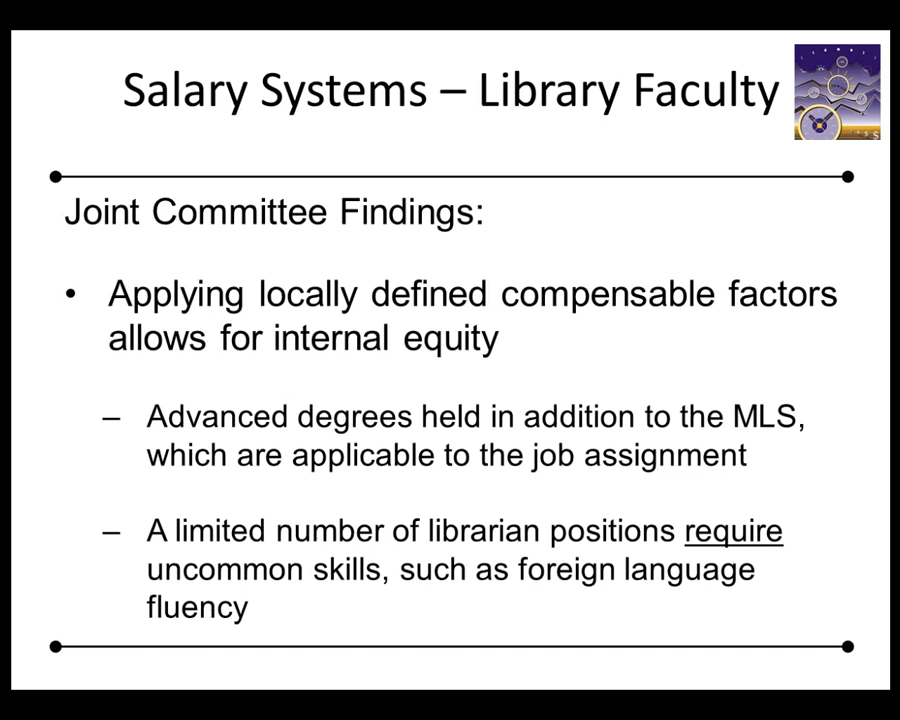 Salary Systems – Library Faculty
Joint Committee Findings:
• Applying locally defined compensable factors
allows for internal equity
– Advanced degrees held in addition to the MLS,
which are applicable to the job assignment
– A limited number of librarian positions require
uncommon skills, such as foreign language
fluency